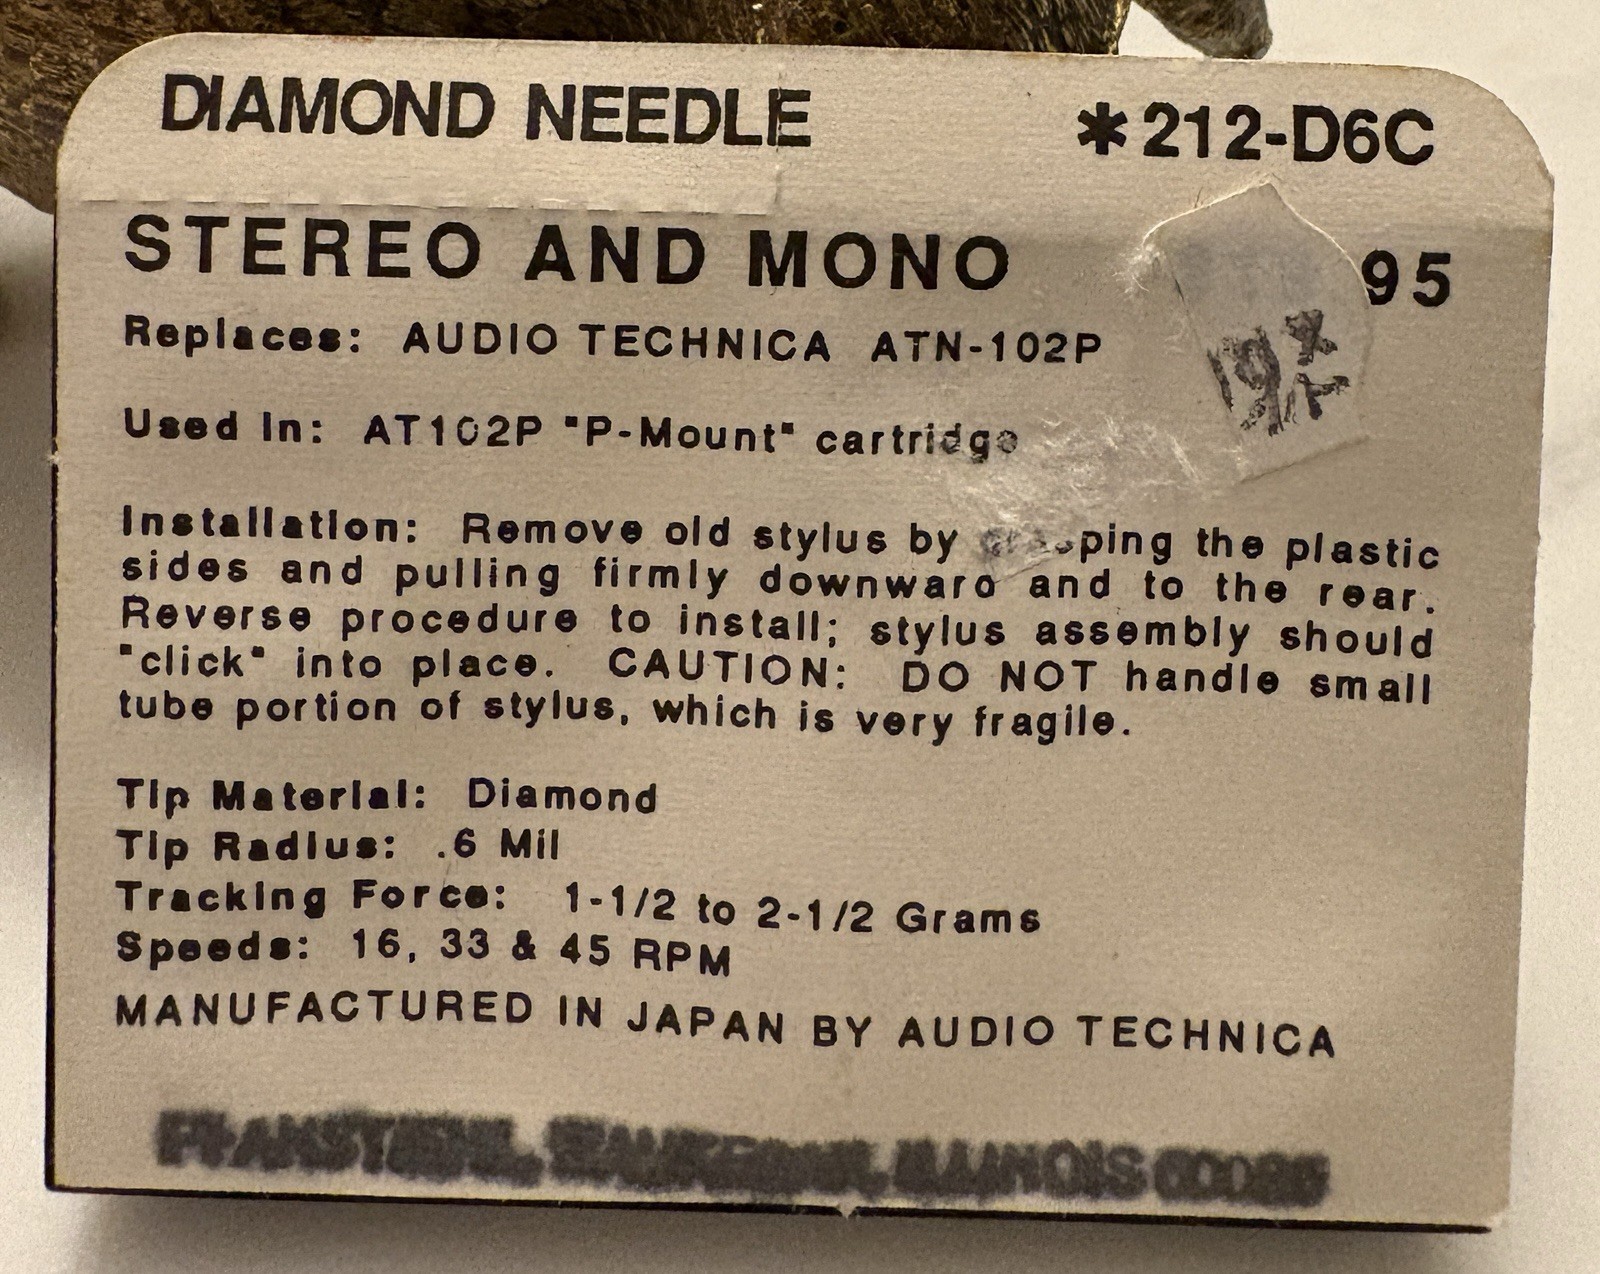 DIAMOND NEEDLE *212-D6C
STEREO AND MONO 95
Replaces: AUDIO TECHNICA ATN-102P
Used In: AT102P "P-Mount" cartridge
Installation: Remove old stylus by the plastic
sides and pulling firmly downward and to the rear.
Reverse procedure to install; stylus assembly should
"click" into place. CAUTION: DO NOT handle small
tube portion of stylus, which is very fragile.
Tip Material: Diamond
Tip Radius: .6 Mil
Tracking Force: 1-1/2 to 2-1/2 Grams
Speeds: 16, 33 & 45 RPM
MANUFACTURED IN JAPAN BY AUDIO TECHNICA
ILLINOIS